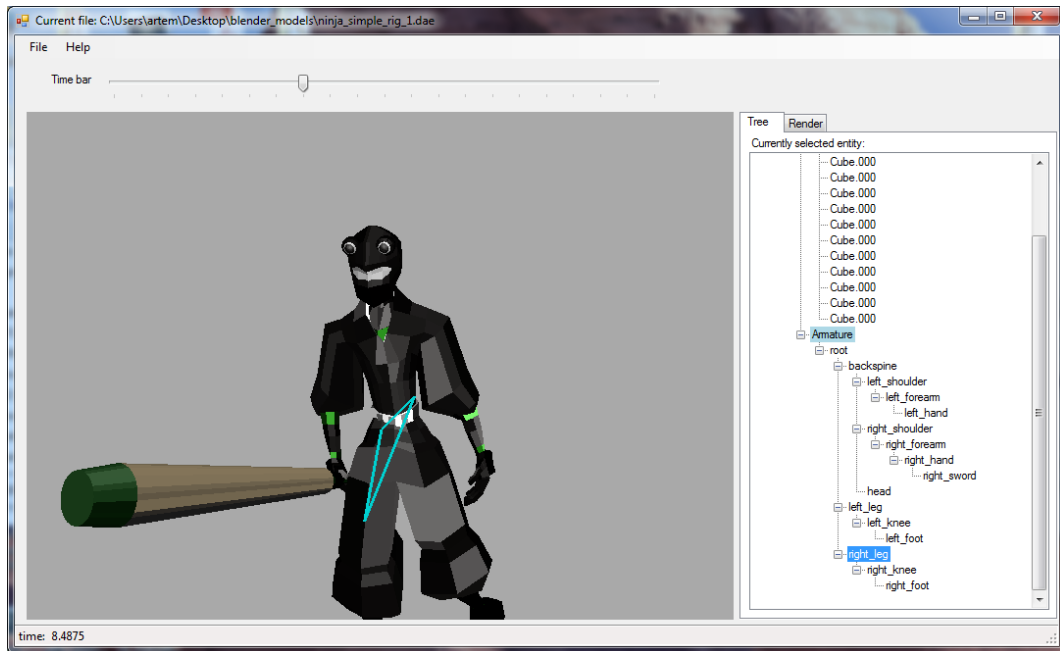 Current file: C:\Users\artem\Desktop\blender_models\ninja_simple_rig_1.dae
File Help
Time bar
Tree Render
Currently selected entity:
Cube.000
Cube.000
Cube.000
Cube.000
Cube.000
Cube.000
Cube.000
Cube.000
Cube.000
Cube.000
Cube.000
Armature
root
backspine
left_shoulder
left_forearm
left_hand
right_shoulder
right_forearm
right_hand
right_sword
head
left_leg
left_knee
left_foot
right_leg
right_knee
right_foot
time: 8.4875